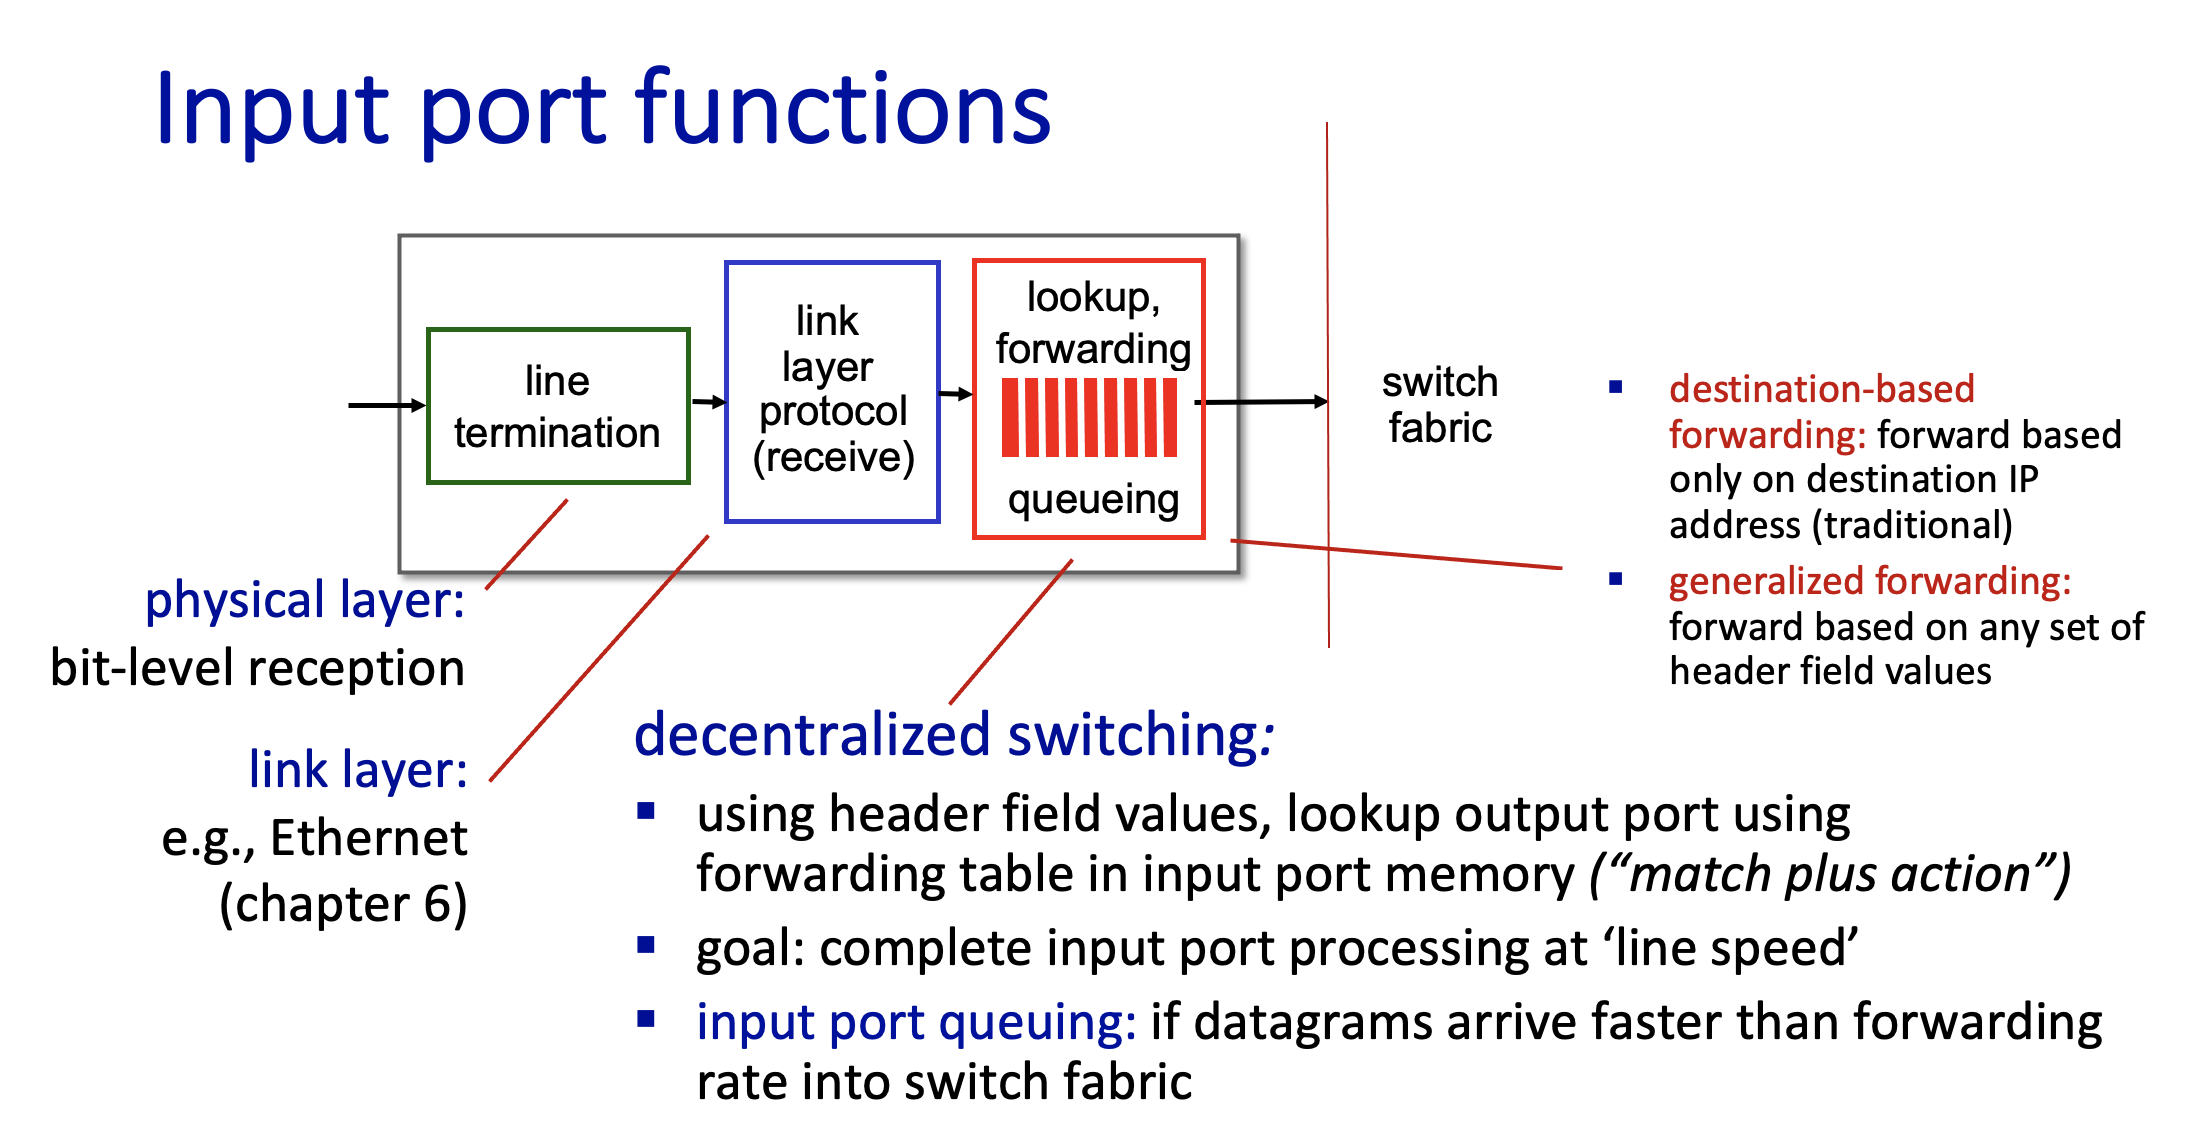 Input port functions
line
termination
link
layer
protocol
(receive)
lookup,
forwarding
queueing
switch
fabric
destination-based
forwarding: forward based
only on destination IP
address (traditional)
generalized forwarding:
forward based on any set of
header field values
physical layer:
bit-level reception
link layer:
e.g., Ethernet
(chapter 6)
decentralized switching:
using header field values, lookup output port using
forwarding table in input port memory (“match plus action”)
goal: complete input port processing at ‘line speed’
input port queuing: if datagrams arrive faster than forwarding
rate into switch fabric